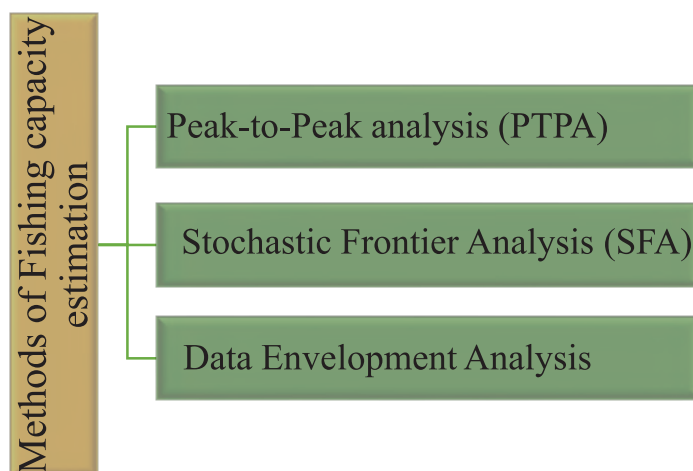 Methods of Fishing capacity
estimation
Peak-to-Peak analysis (PTPA)
Stochastic Frontier Analysis (SFA)
Data Envelopment Analysis